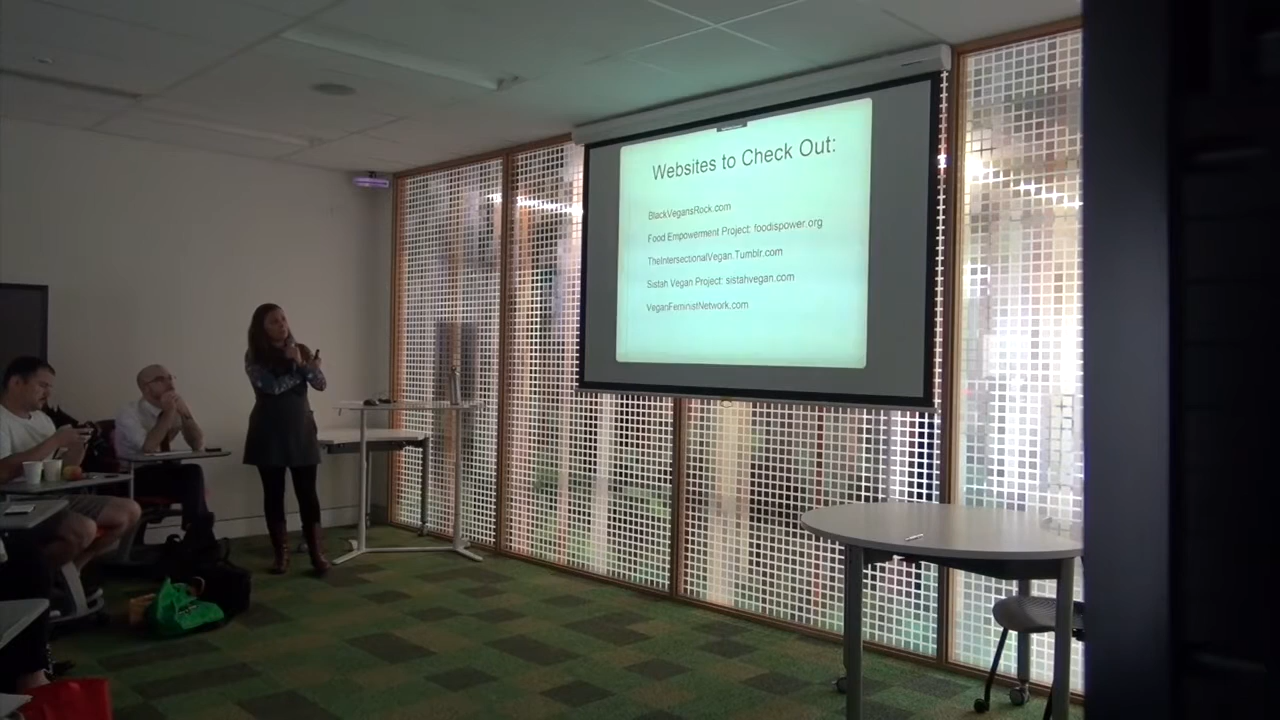 Websites to Check Out:
BlackVegansRock.com
Food Empowerment Project: foodispower.org
TheIntersectionalVegan.Tumblr.com
Sistah Vegan Project: sistahvegan.com
VeganFeministNetwork.com